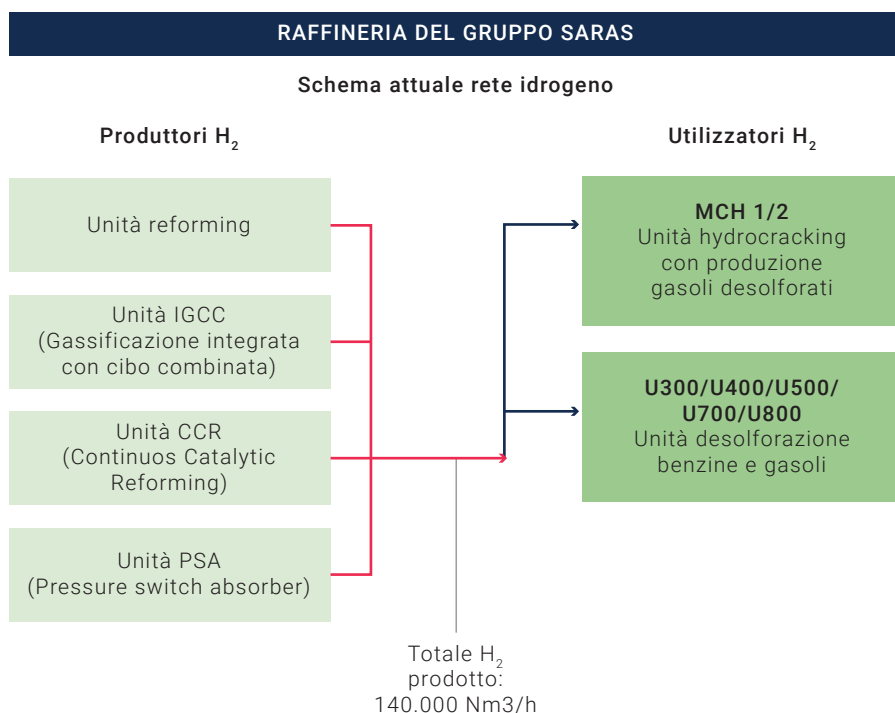 RAFFINERIA DEL GRUPPO SARAS
Schema attuale rete idrogeno
Produttori H₂
Unità reforming
Unità IGCC
(Gassificazione integrata
con cibo combinata)
Unità CCR
(Continuos Catalytic
Reforming)
Unità PSA
(Pressure switch absorber)
Totale H₂
prodotto:
140.000 Nm3/h
Utilizzatori H₂
MCH 1/2
Unità hydrocracking
con produzione
gasoli desolforati
U300/U400/U500/
U700/U800
Unità desolforazione
benzine e gasoli